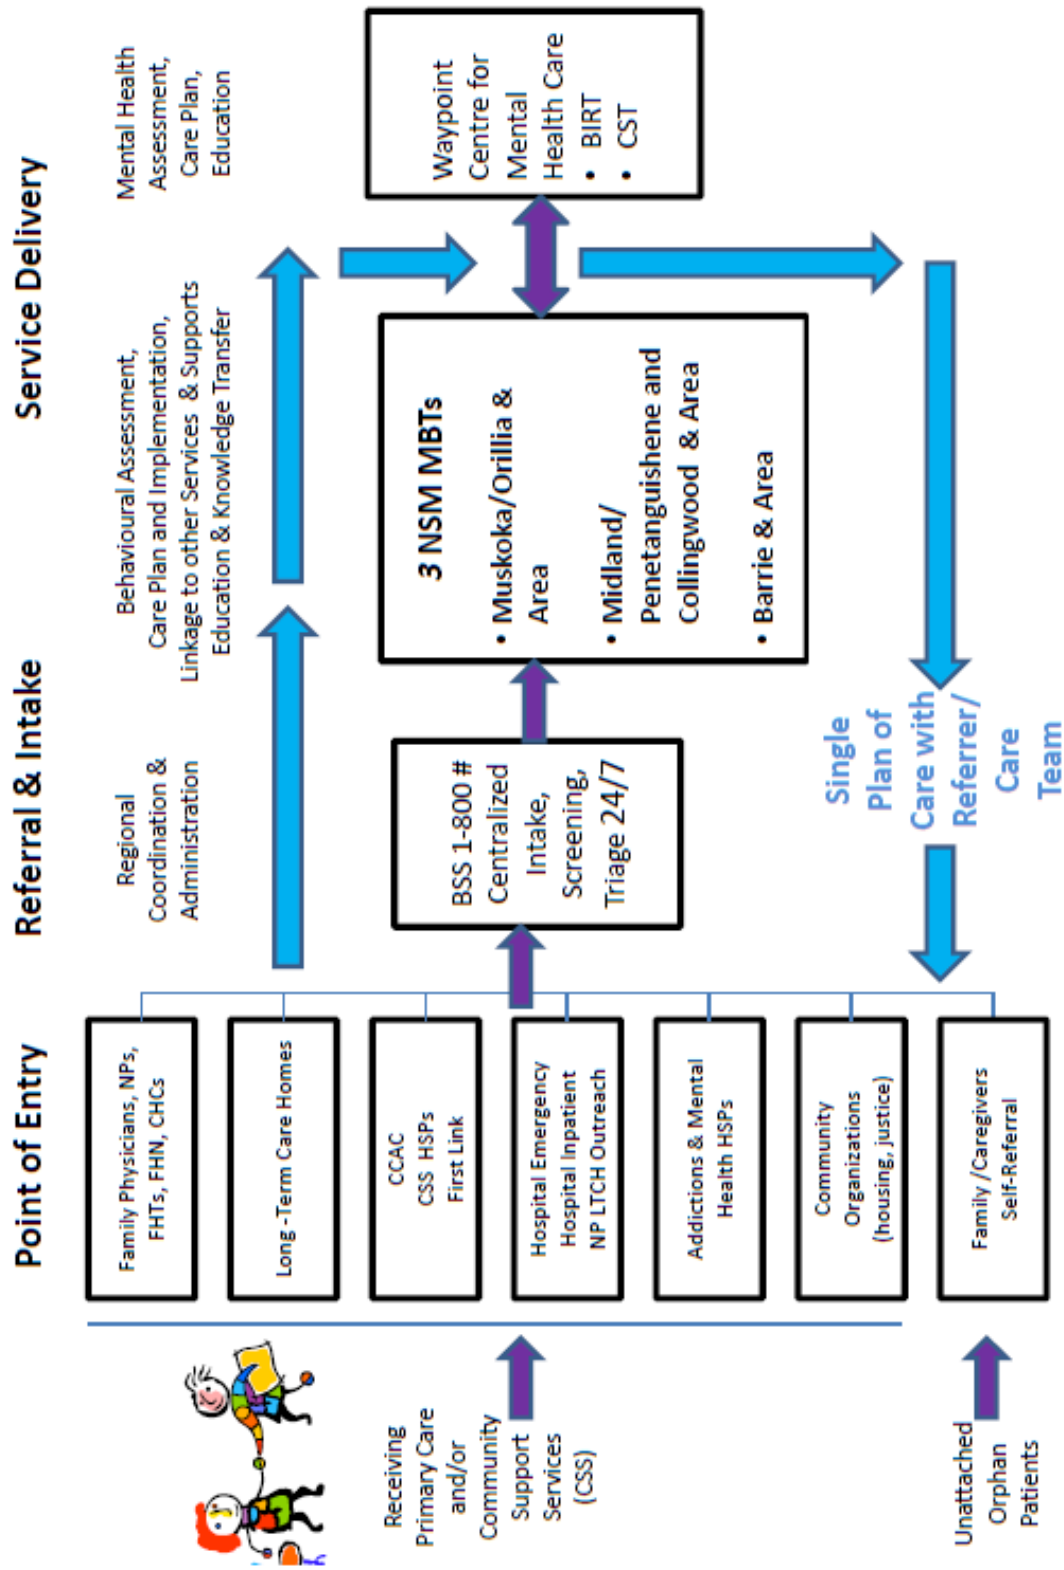 Point of Entry
Referral & Intake
Service Delivery
Regional
Coordination &
Administration
Behavioural Assessment,
Care Plan and Implementation,
Linkage to other Services & Supports
Education & Knowledge Transfer
Mental Health
Assessment,
Care Plan,
Education
Receiving
Primary Care
and/or
Community
Support
Services
(CSS)
Unattached
Orphan
Patients
Family Physicians, NPs,
FHTs, FHN, CHCs
Long -Term Care Homes
CCAC
CSS HSPs
First Link
Hospital Emergency
Hospital Inpatient
NP LTCH Outreach
Addictions & Mental
Health HSPs
Community
Organizations
(housing, justice)
Family /Caregivers
Self-Referral
BSS 1-800 #
Centralized
Intake,
Screening,
Triage 24/7
3 NSM MBTs
• Muskoka/Orillia &
Area
• Midland/
Penetanguishene and
Collingwood & Area
• Barrie & Area
Waypoint
Centre for
Mental
Health Care
• BIRT
• CST
Single
Plan of
Care with
Referrer/
Care
Team